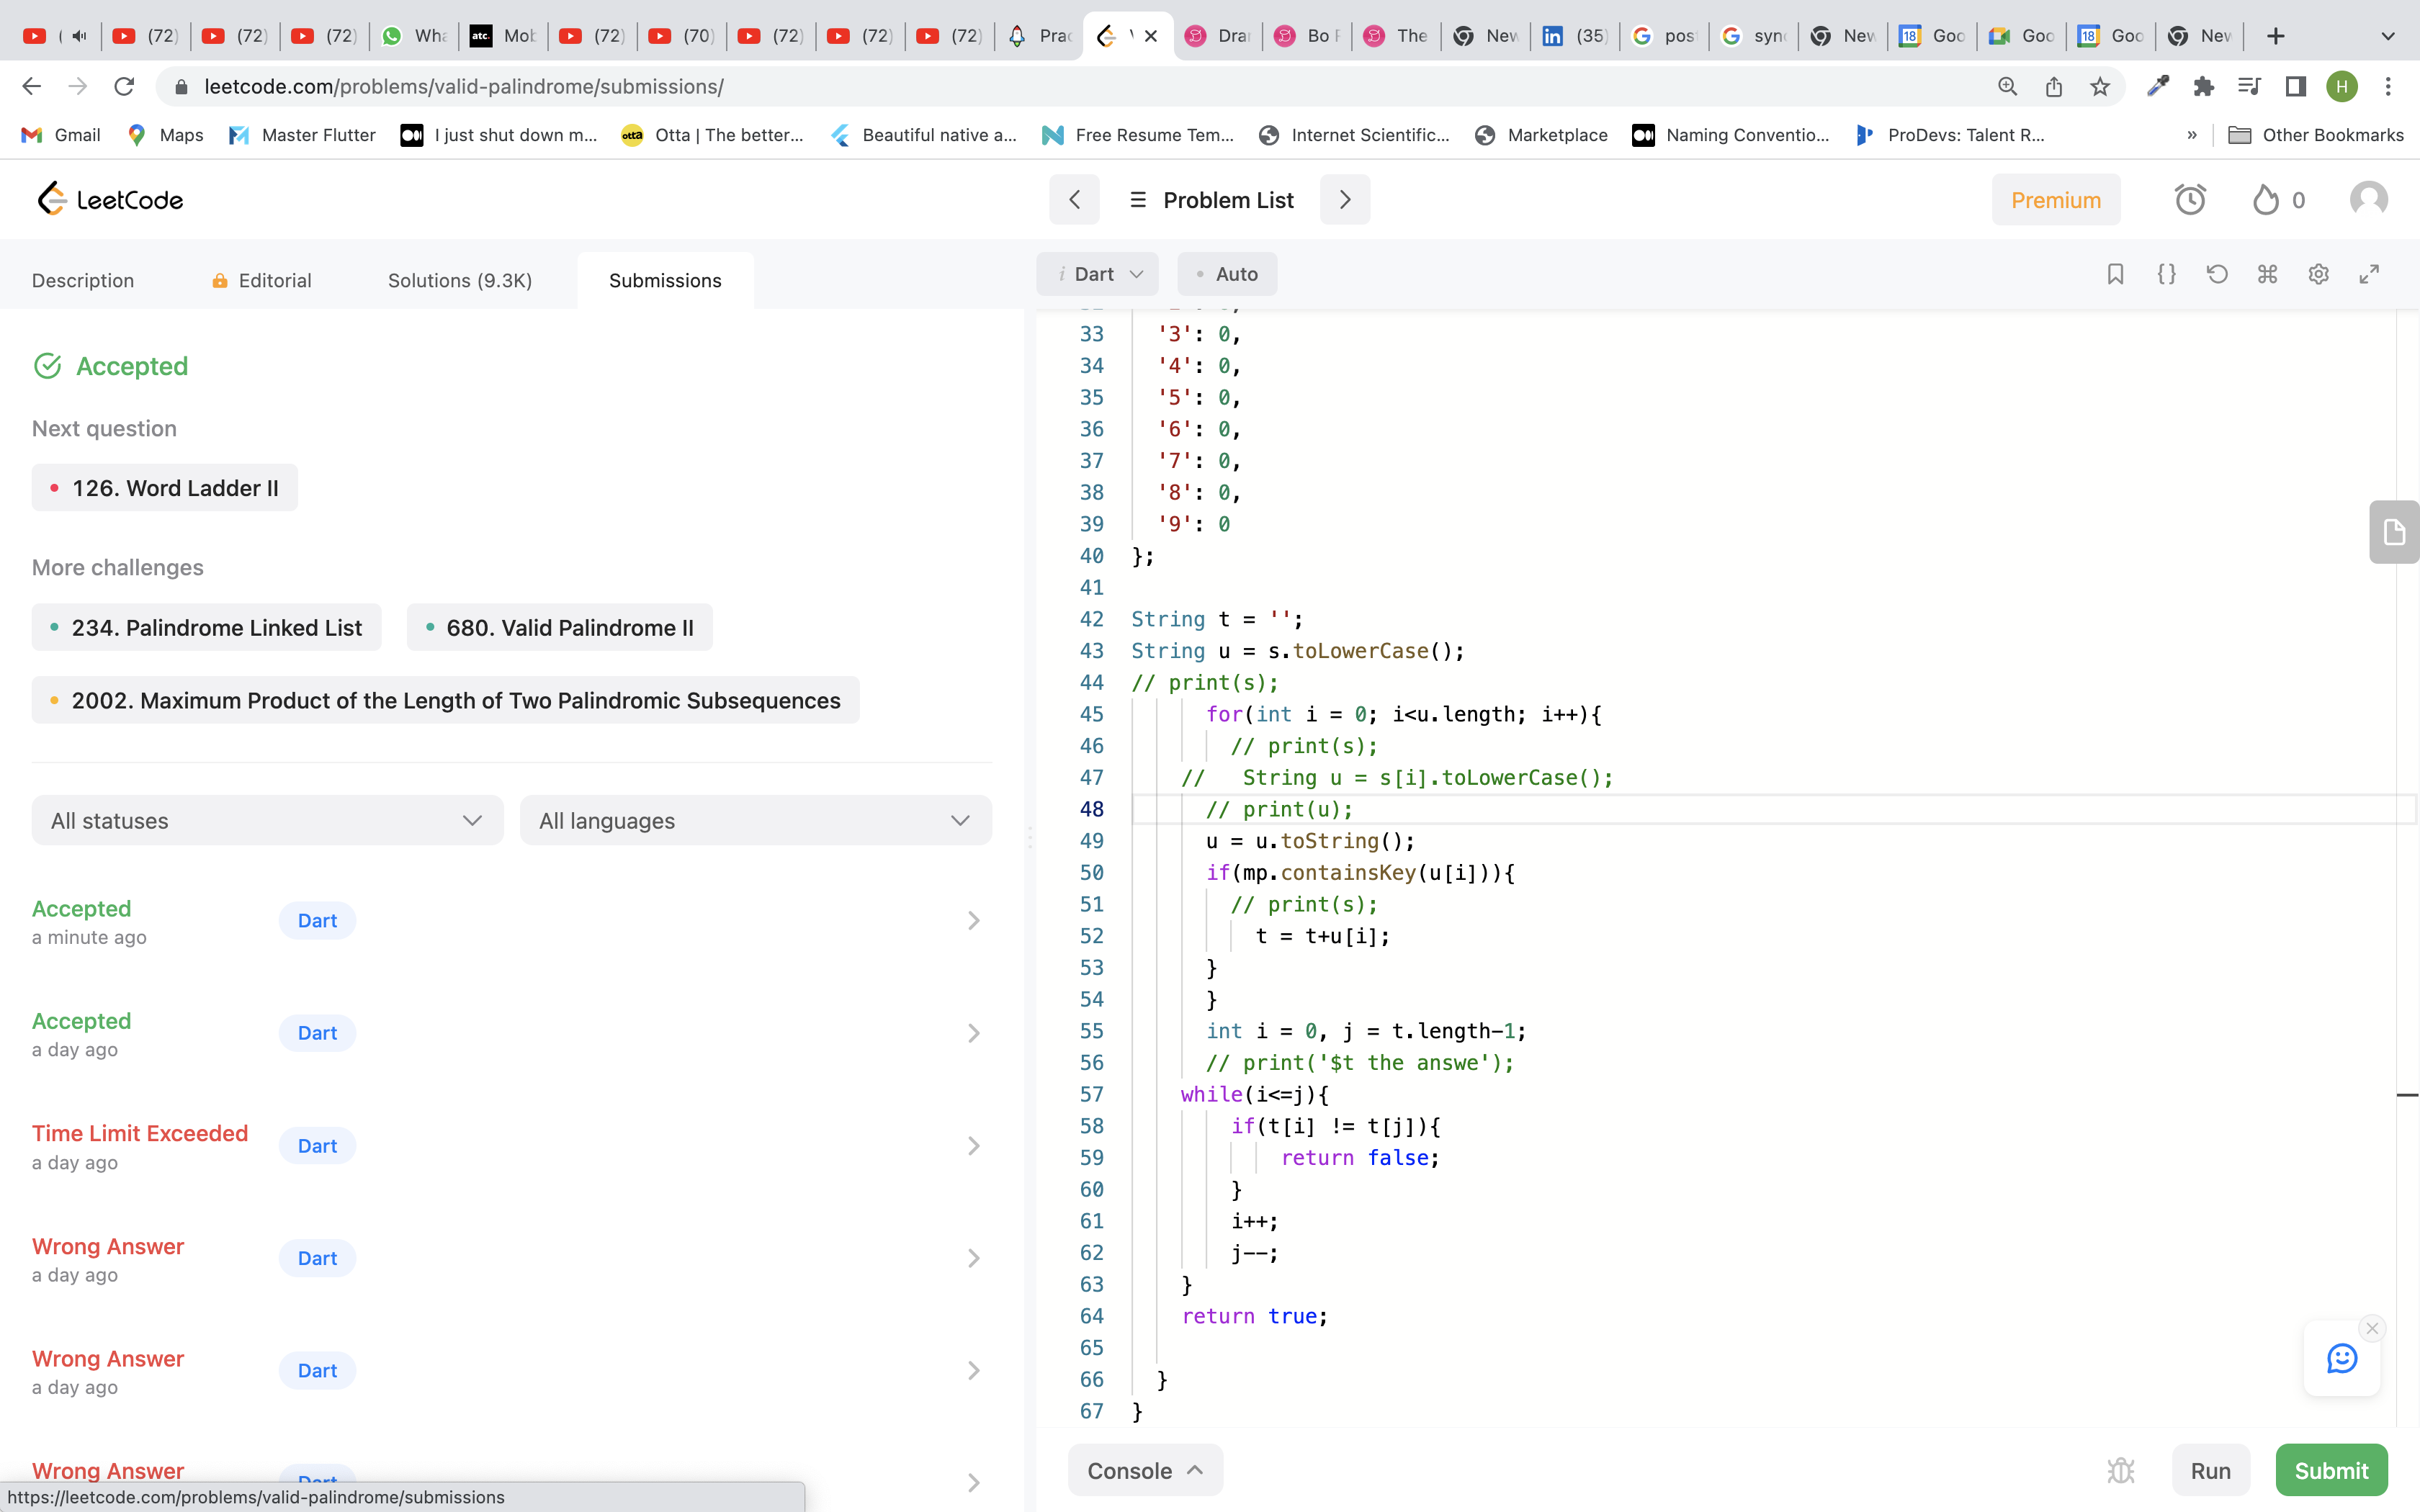 (72) (72) (72) Wha Mob (72) (70) (72) (72) (72) Prac Dra Bo F The New (35) post sync New Goo Goo Goo New
leetcode.com/problems/valid-palindrome/submissions/
H
Gmail Maps Master Flutter I just shut down m... Otta | The better... Beautiful native a... Free Resume Tem... Internet Scientific... Marketplace Naming Conventio... ProDevs: Talent R... » Other Bookmarks
LeetCode
Problem List
Premium
0
Description Editorial Solutions (9.3K) Submissions
i Dart • Auto
Accepted
Next question
126. Word Ladder II
More challenges
234. Palindrome Linked List 680. Valid Palindrome II
2002. Maximum Product of the Length of Two Palindromic Subsequences
All statuses All languages
Accepted Dart
a minute ago
Accepted Dart
a day ago
Time Limit Exceeded Dart
a day ago
Wrong Answer Dart
a day ago
Wrong Answer Dart
a day ago
Wrong Answer Dart
https://leetcode.com/problems/valid-palindrome/submissions
33 '3': 0,
34 '4': 0,
35 '5': 0,
36 '6': 0,
37 '7': 0,
38 '8': 0,
39 '9': 0
40 };
41
42 String t = '';
43 String u = s.toLowerCase();
44 // print(s);
45 for(int i = 0; i<u.length; i++){
46 // print(s);
47 // String u = s[i].toLowerCase();
48 // print(u);
49 u = u.toString();
50 if(mp.containsKey(u[i])){
51 // print(s);
52 t = t+u[i];
53 }
54 }
55 int i = 0, j = t.length-1;
56 // print('$t the answe');
57 while(i<=j){
58 if(t[i] != t[j]){
59 return false;
60 }
61 i++;
62 j--;
63 }
64 return true;
65
66 }
67 }
Console
Run
Submit